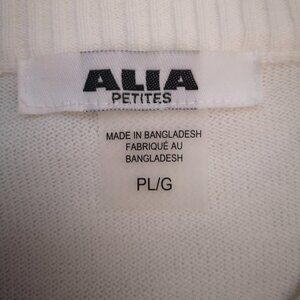 ALIA
PETITES
MADE IN BANGLADESH
FABRIQUÉ AU
BANGLADESH
PL/G